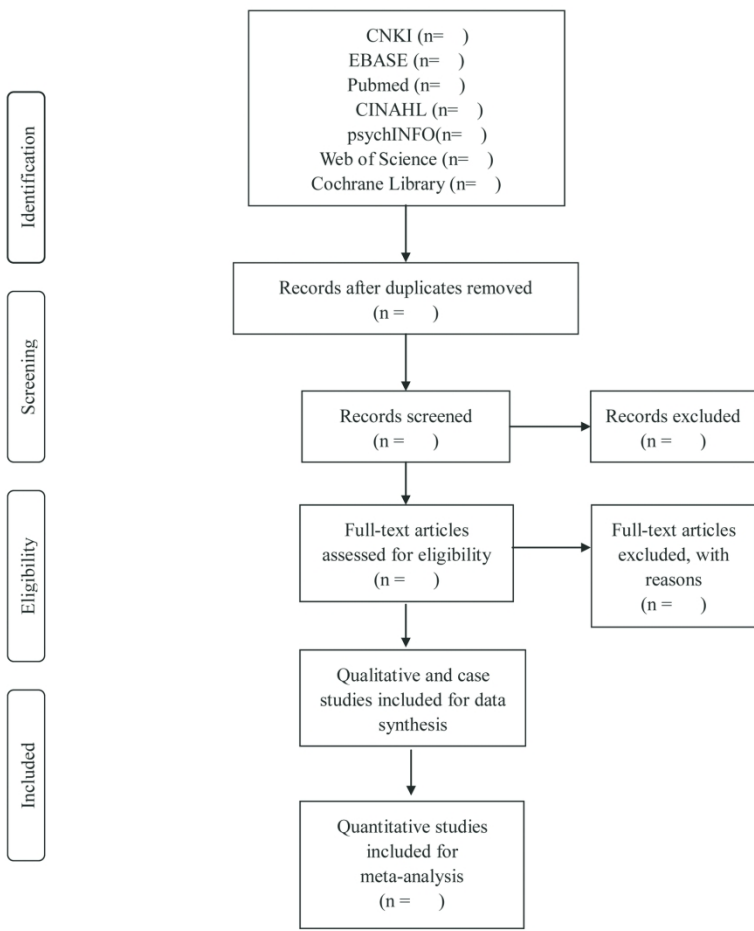 Identification
CNKI (n=    )
EBASE (n=    )
Pubmed (n=    )
CINAHL (n=    )
psychINFO(n=    )
Web of Science (n=    )
Cochrane Library (n=    )
Records after duplicates removed
(n =      )
Screening
Records screened
(n =      )
Records excluded
(n =      )
Eligibility
Full-text articles
assessed for eligibility
(n =      )
Full-text articles
excluded, with
reasons
(n =      )
Included
Qualitative and case
studies included for data
synthesis
Quantitative studies
included for
meta-analysis
(n =      )